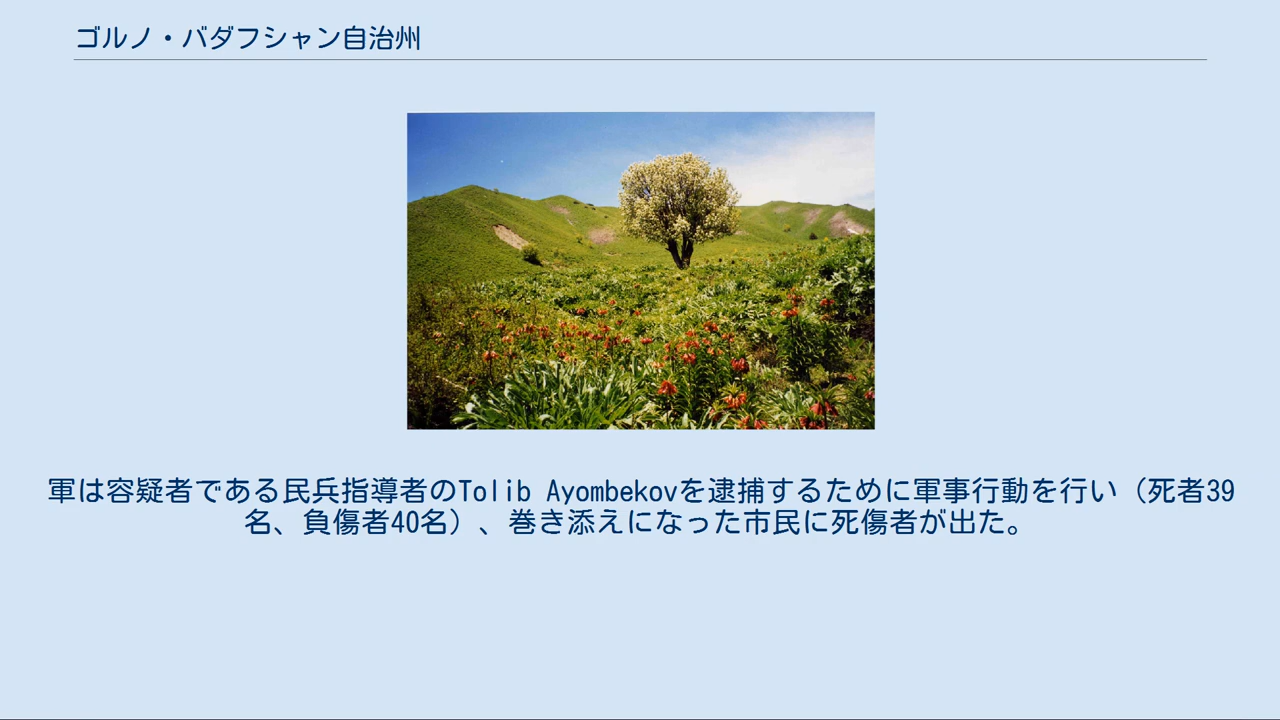 ゴルノ・バダフシャン自治州
軍は容疑者である民兵指導者のTolib Ayombekovを逮捕するために軍事行動を行い（死者39
名、負傷者40名）、巻き添えになった市民に死傷者が出た。